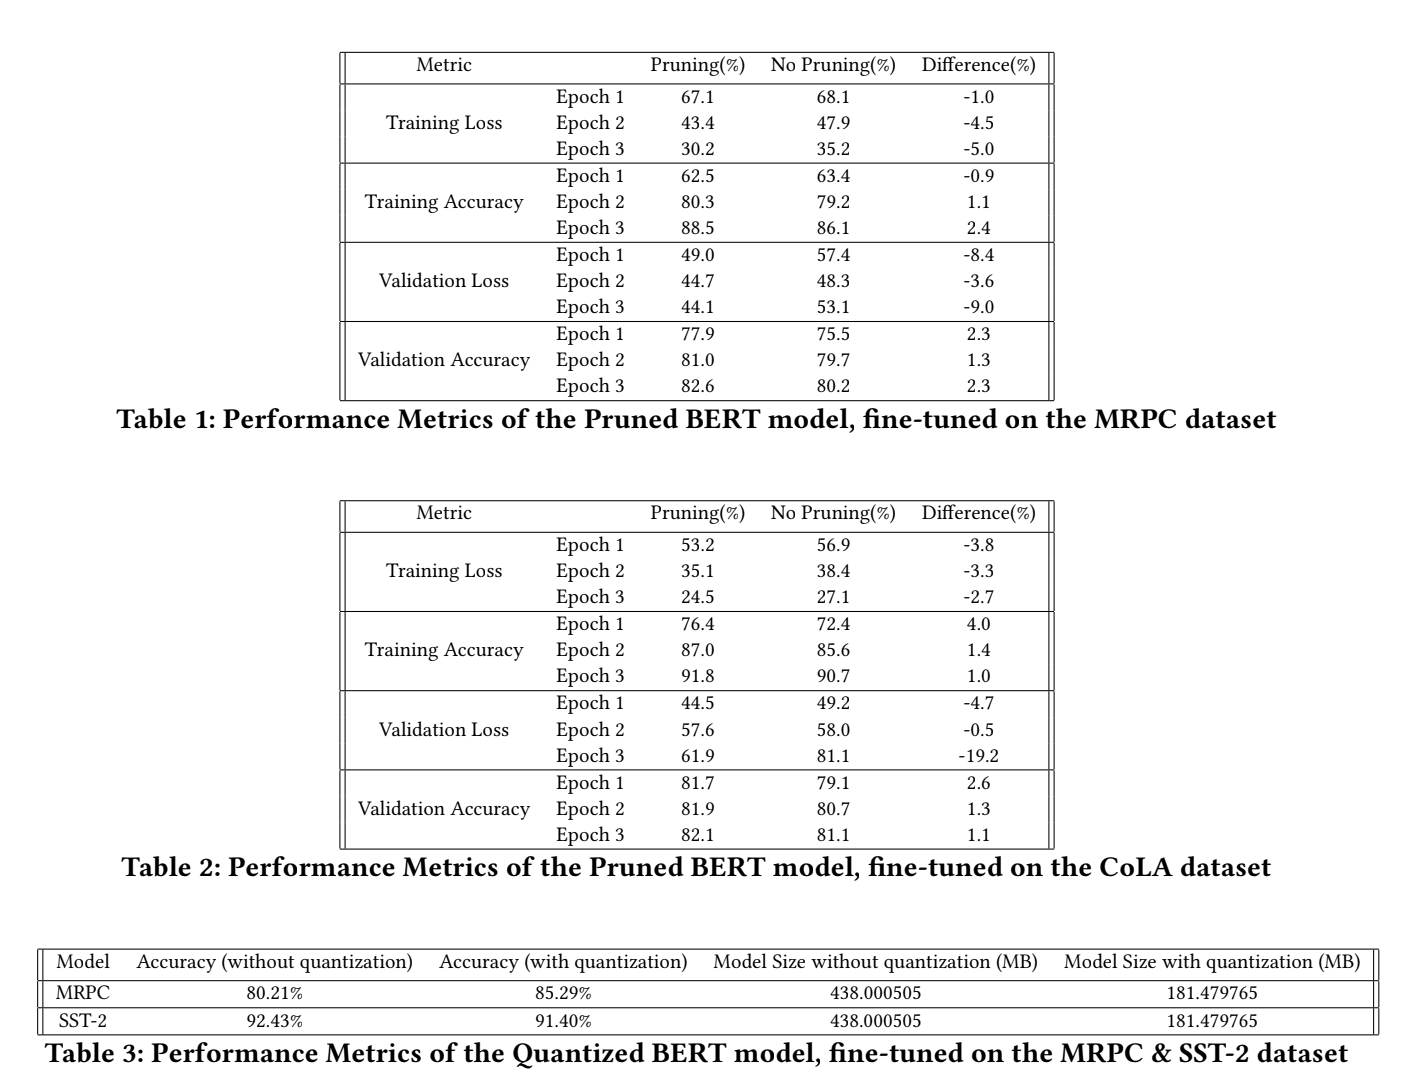 Metric Pruning(%) No Pruning(%) Difference(%)
Epoch 1 67.1 68.1 -1.0
Training Loss Epoch 2 43.4 47.9 -4.5
Epoch 3 30.2 35.2 -5.0
Epoch 1 62.5 63.4 -0.9
Training Accuracy Epoch 2 80.3 79.2 1.1
Epoch 3 88.5 86.1 2.4
Epoch 1 49.0 57.4 -8.4
Validation Loss Epoch 2 44.7 48.3 -3.6
Epoch 3 44.1 53.1 -9.0
Epoch 1 77.9 75.5 2.3
Validation Accuracy Epoch 2 81.0 79.7 1.3
Epoch 3 82.6 80.2 2.3
Table 1: Performance Metrics of the Pruned BERT model, fine-tuned on the MRPC dataset
Metric Pruning(%) No Pruning(%) Difference(%)
Epoch 1 53.2 56.9 -3.8
Training Loss Epoch 2 35.1 38.4 -3.3
Epoch 3 24.5 27.1 -2.7
Epoch 1 76.4 72.4 4.0
Training Accuracy Epoch 2 87.0 85.6 1.4
Epoch 3 91.8 90.7 1.0
Epoch 1 44.5 49.2 -4.7
Validation Loss Epoch 2 57.6 58.0 -0.5
Epoch 3 61.9 81.1 -19.2
Epoch 1 81.7 79.1 2.6
Validation Accuracy Epoch 2 81.9 80.7 1.3
Epoch 3 82.1 81.1 1.1
Table 2: Performance Metrics of the Pruned BERT model, fine-tuned on the CoLA dataset
Model Accuracy (without quantization) Accuracy (with quantization) Model Size without quantization (MB) Model Size with quantization (MB)
MRPC 80.21% 85.29% 438.000505 181.479765
SST-2 92.43% 91.40% 438.000505 181.479765
Table 3: Performance Metrics of the Quantized BERT model, fine-tuned on the MRPC & SST-2 dataset